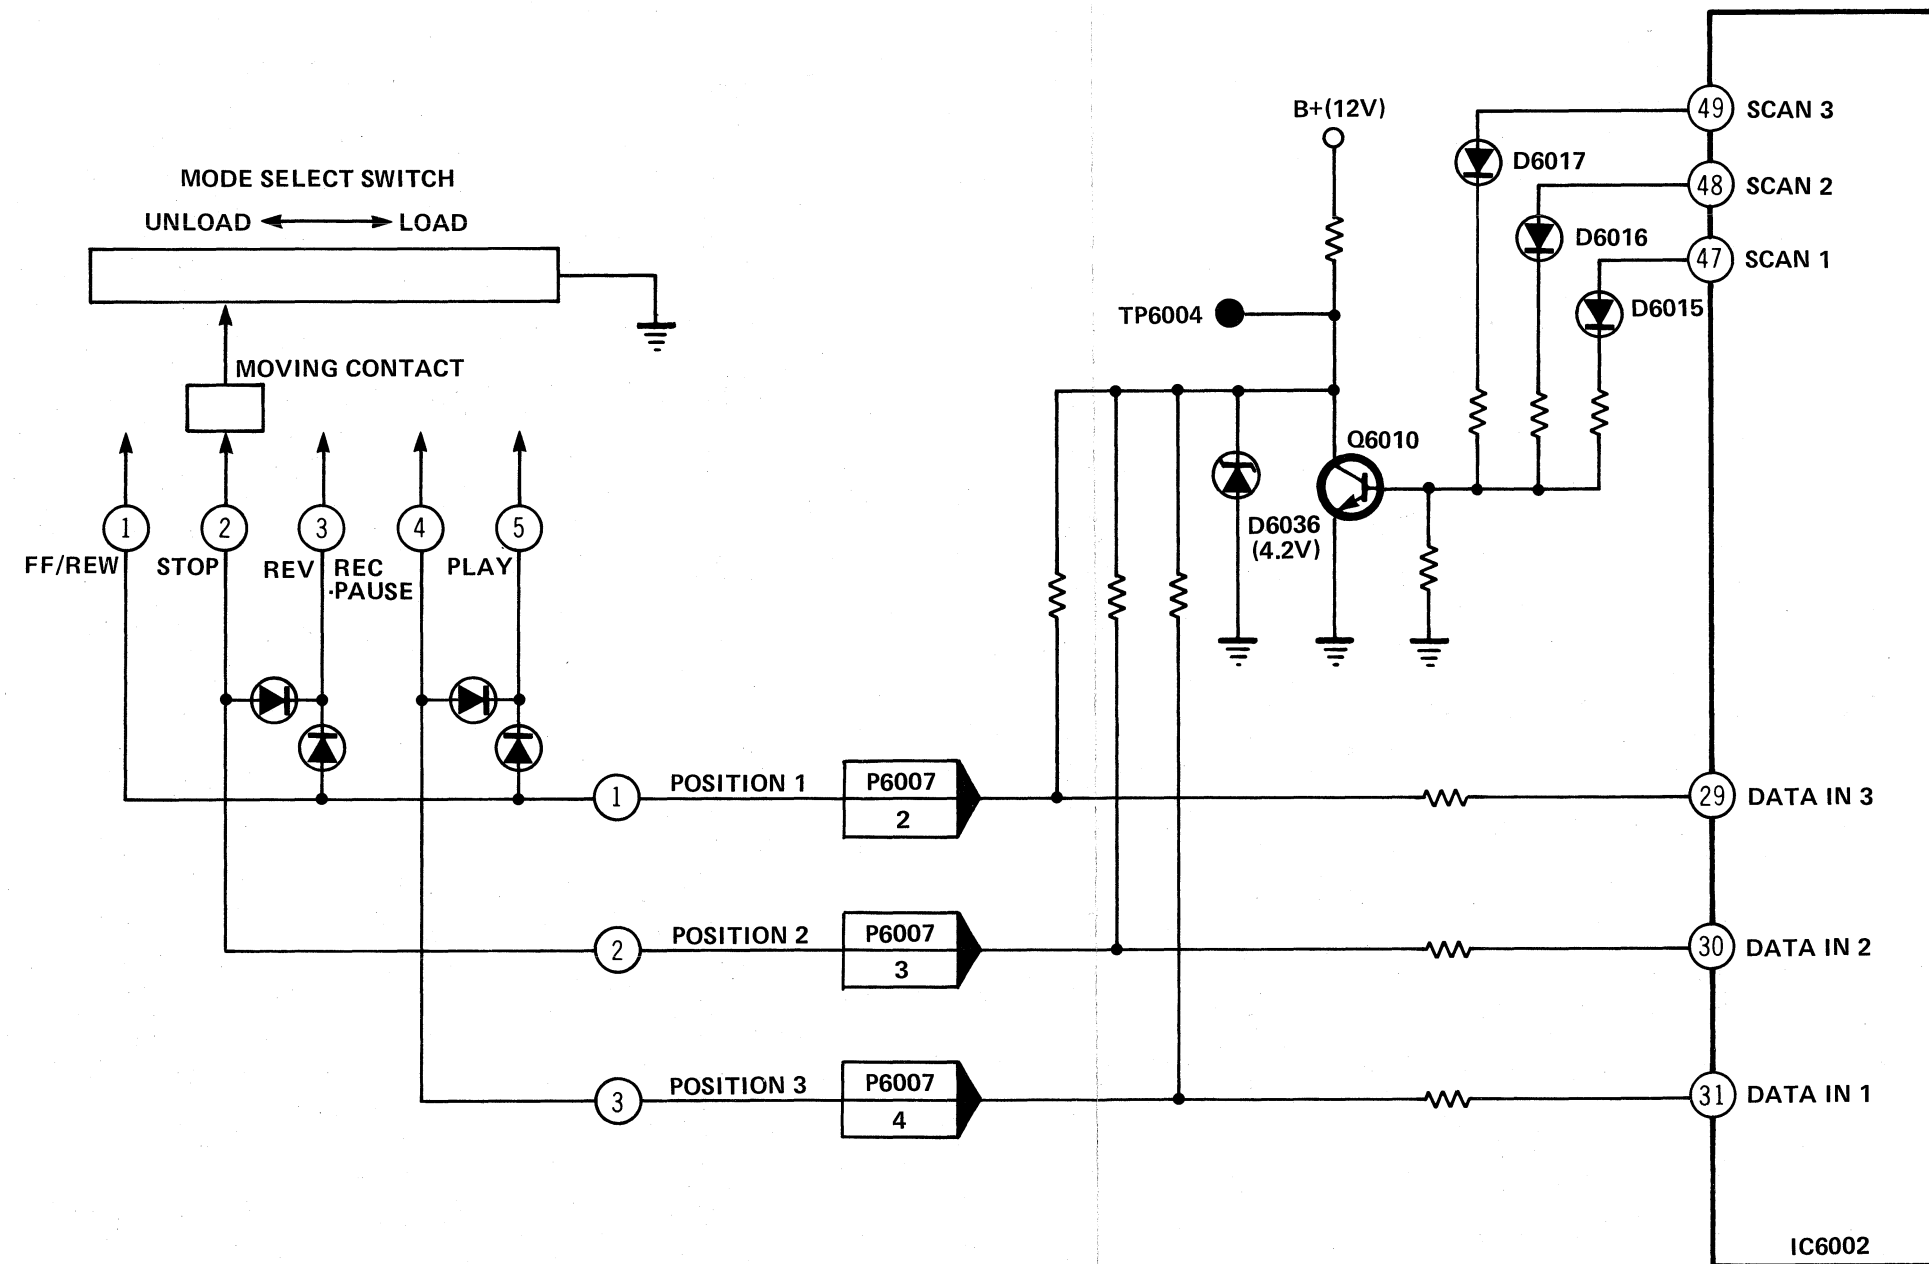 49 SCAN 3
B+(12V)
D6017
MODE SELECT SWITCH
48 SCAN 2
UNLOAD LOAD
D6016
47 SCAN 1
TP6004
D6015
MOVING CONTACT
Q6010
1 2 3 4 5
D6036
(4.2V)
FF/REW STOP REV REC PLAY
·PAUSE
1 POSITION 1 P6007
2
29 DATA IN 3
2 POSITION 2 P6007
3
30 DATA IN 2
3 POSITION 3 P6007
4
31 DATA IN 1
IC6002